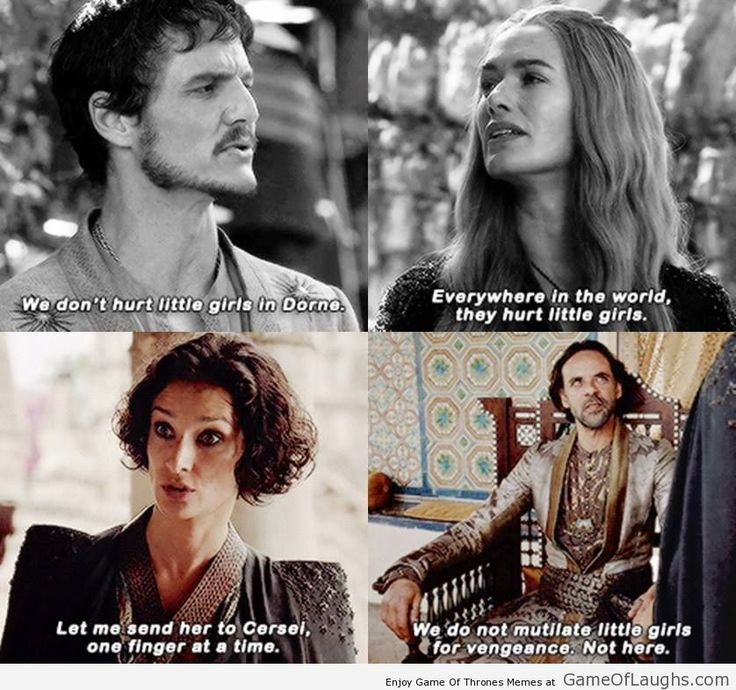 We don't hurt little girls in Dorne.
Everywhere in the world,
they hurt little girls.
Let me send her to Cersei,
one finger at a time.
We do not mutilate little girls
for vengeance. Not here.
Enjoy Game Of Thrones Memes at GameOfLaughs.com